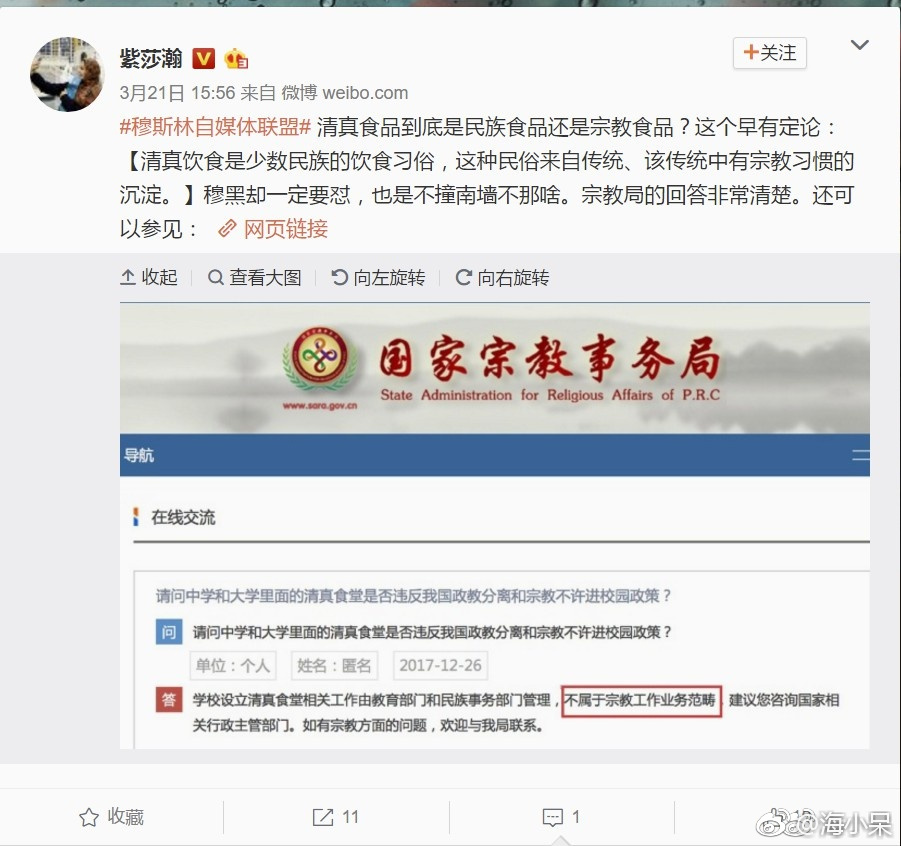 紫莎瀚
+关注
3月21日 15:56 来自 微博 weibo.com
#穆斯林自媒体联盟# 清真食品到底是民族食品还是宗教食品？这个早有定论：
【清真饮食是少数民族的饮食习俗，这种民俗来自传统、该传统中有宗教习惯的
沉淀。】穆黑却一定要怼，也是不撞南墙不那啥。宗教局的回答非常清楚。还可
以参见： 网页链接
收起 查看大图 向左旋转 向右旋转
国家宗教事务局
www.sara.gov.cn
State Administration for Religious Affairs of P.R.C
导航
在线交流
请问中学和大学里面的清真食堂是否违反我国政教分离和宗教不许进校园政策？
问 请问中学和大学里面的清真食堂是否违反我国政教分离和宗教不许进校园政策？
单位：个人 姓名：匿名 2017-12-26
答 学校设立清真食堂相关工作由教育部门和民族事务部门管理，不属于宗教工作业务范畴，建议您咨询国家相
关行政主管部门。如有宗教方面的问题，欢迎与我局联系。
收藏 11 1
@海小呆